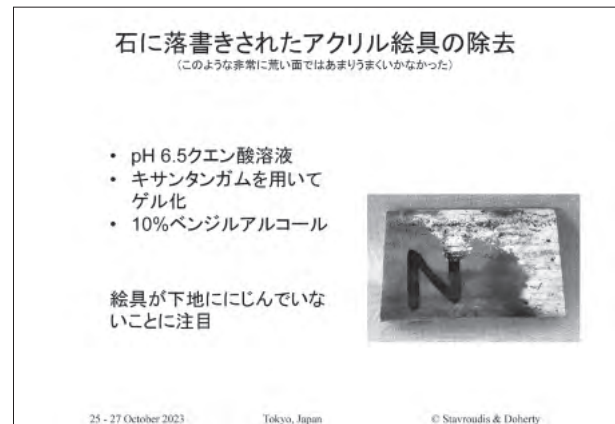 石に落書きされたアクリル絵具の除去
(このような非常に荒い面ではあまりうまくいかなかった)
• pH 6.5クエン酸溶液
• キサンタンガムを用いて
ゲル化
• 10%ベンジルアルコール
絵具が下地ににじんでいな
いことに注目
N
25 - 27 October 2023 Tokyo, Japan © Stavroudis & Doherty